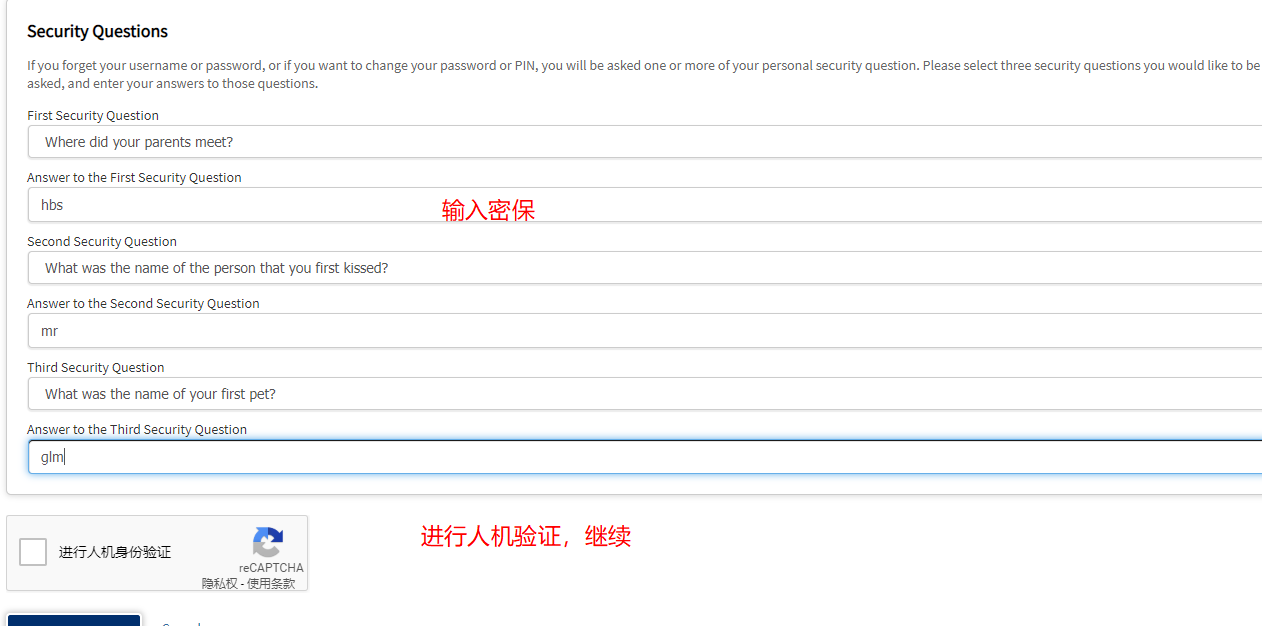 Security Questions
If you forget your username or password, or if you want to change your password or PIN, you will be asked one or more of your personal security question. Please select three security questions you would like to be
asked, and enter your answers to those questions.
First Security Question
Where did your parents meet?
Answer to the First Security Question
hbs
输入密保
Second Security Question
What was the name of the person that you first kissed?
Answer to the Second Security Question
mr
Third Security Question
What was the name of your first pet?
Answer to the Third Security Question
glm
进行人机验证，继续
进行人机身份验证
reCAPTCHA
隐私权 - 使用条款